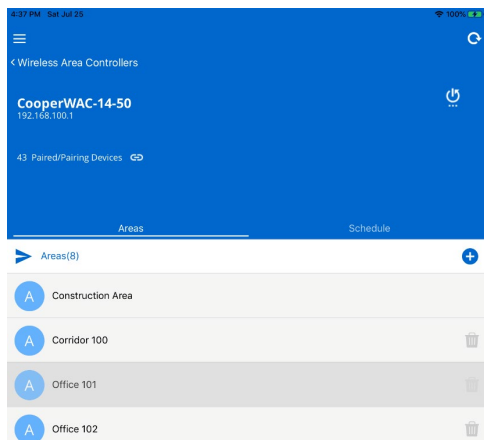 4:37 PM Sat Jul 25
100%
< Wireless Area Controllers
CooperWAC-14-50
192.168.100.1
43 Paired/Pairing Devices
Areas
Schedule
Areas(8)
A Construction Area
A Corridor 100
A Office 101
A Office 102